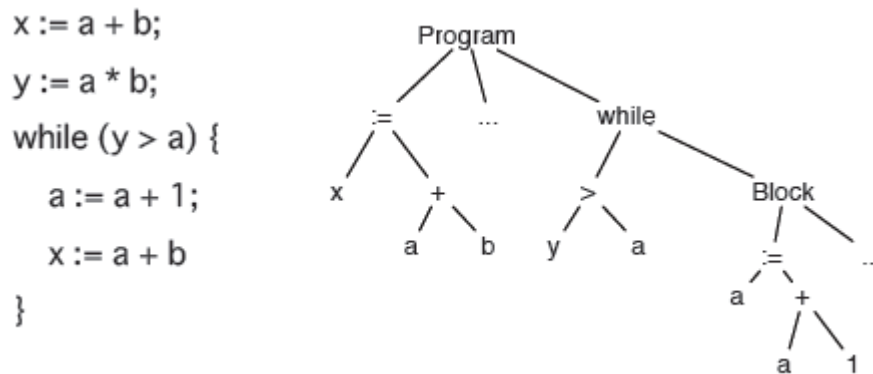 x := a + b;
y := a * b;
while (y > a) {
a := a + 1;
x := a + b
}
Program
:= ... while
x + > Block
a b y a := ...
a +
a 1